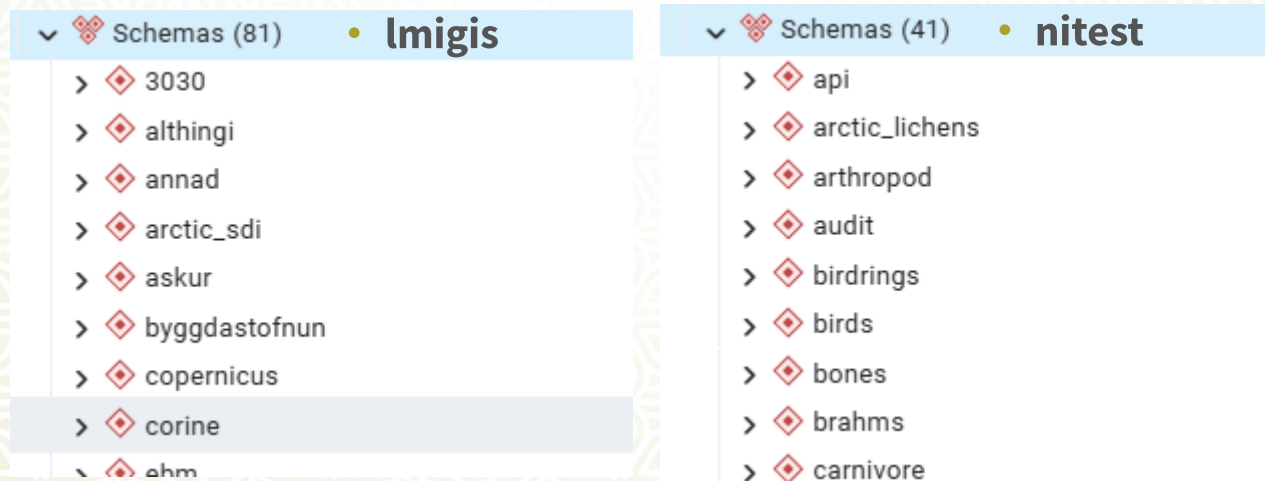 Schemas (81) • lmigis
3030
althingi
annad
arctic_sdi
askur
byggdastofnun
copernicus
corine
ebm
Schemas (41) • nitest
api
arctic_lichens
arthropod
audit
birdrings
birds
bones
brahms
carnivore